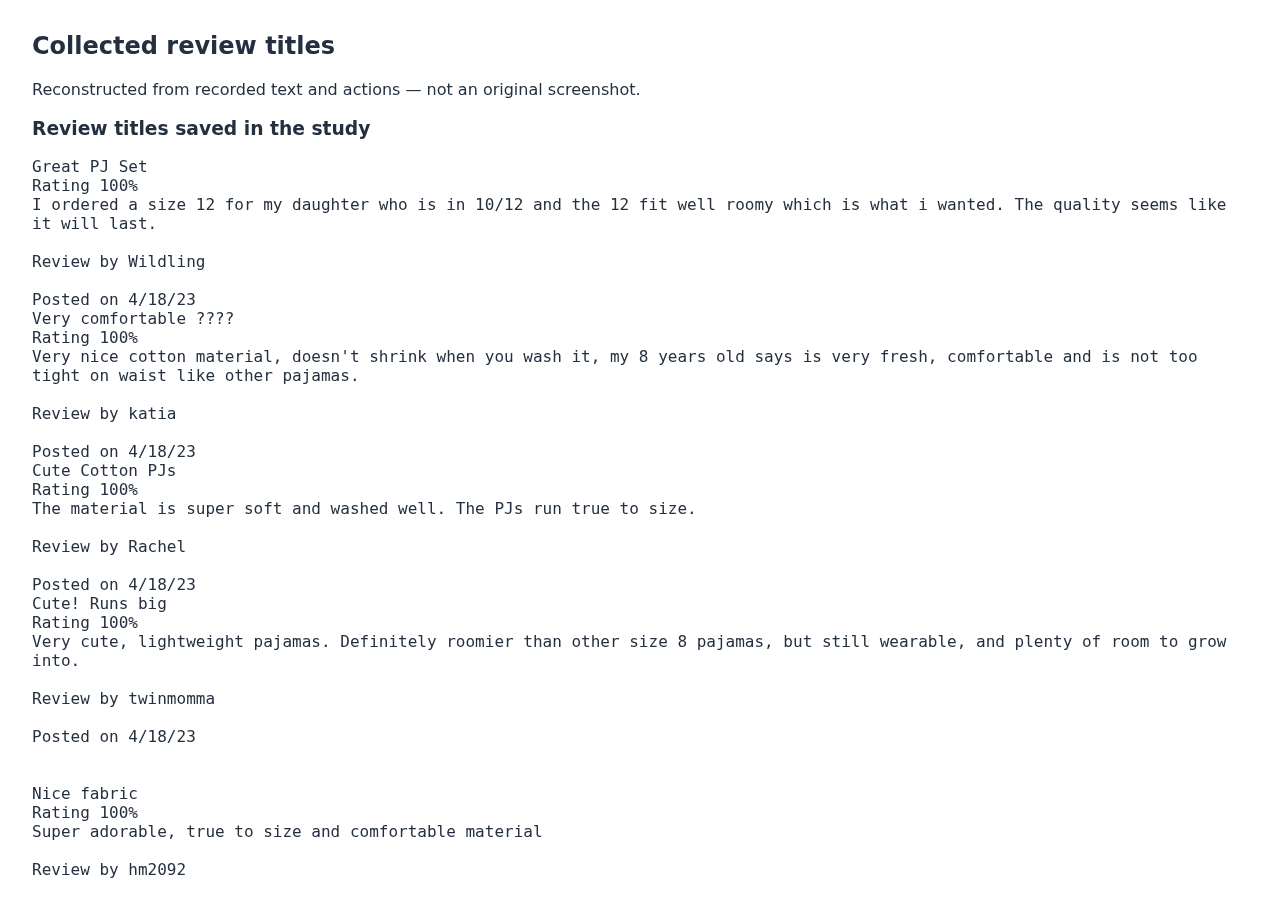 Collected review titles
Reconstructed from recorded text and actions — not an original screenshot.
Review titles saved in the study
Great PJ Set
Rating 100%
I ordered a size 12 for my daughter who is in 10/12 and the 12 fit well roomy which is what i wanted. The quality seems like
it will last.
Review by Wildling
Posted on 4/18/23
Very comfortable ????
Rating 100%
Very nice cotton material, doesn't shrink when you wash it, my 8 years old says is very fresh, comfortable and is not too
tight on waist like other pajamas.
Review by katia
Posted on 4/18/23
Cute Cotton PJs
Rating 100%
The material is super soft and washed well. The PJs run true to size.
Review by Rachel
Posted on 4/18/23
Cute! Runs big
Rating 100%
Very cute, lightweight pajamas. Definitely roomier than other size 8 pajamas, but still wearable, and plenty of room to grow
into.
Review by twinmomma
Posted on 4/18/23
Nice fabric
Rating 100%
Super adorable, true to size and comfortable material
Review by hm2092